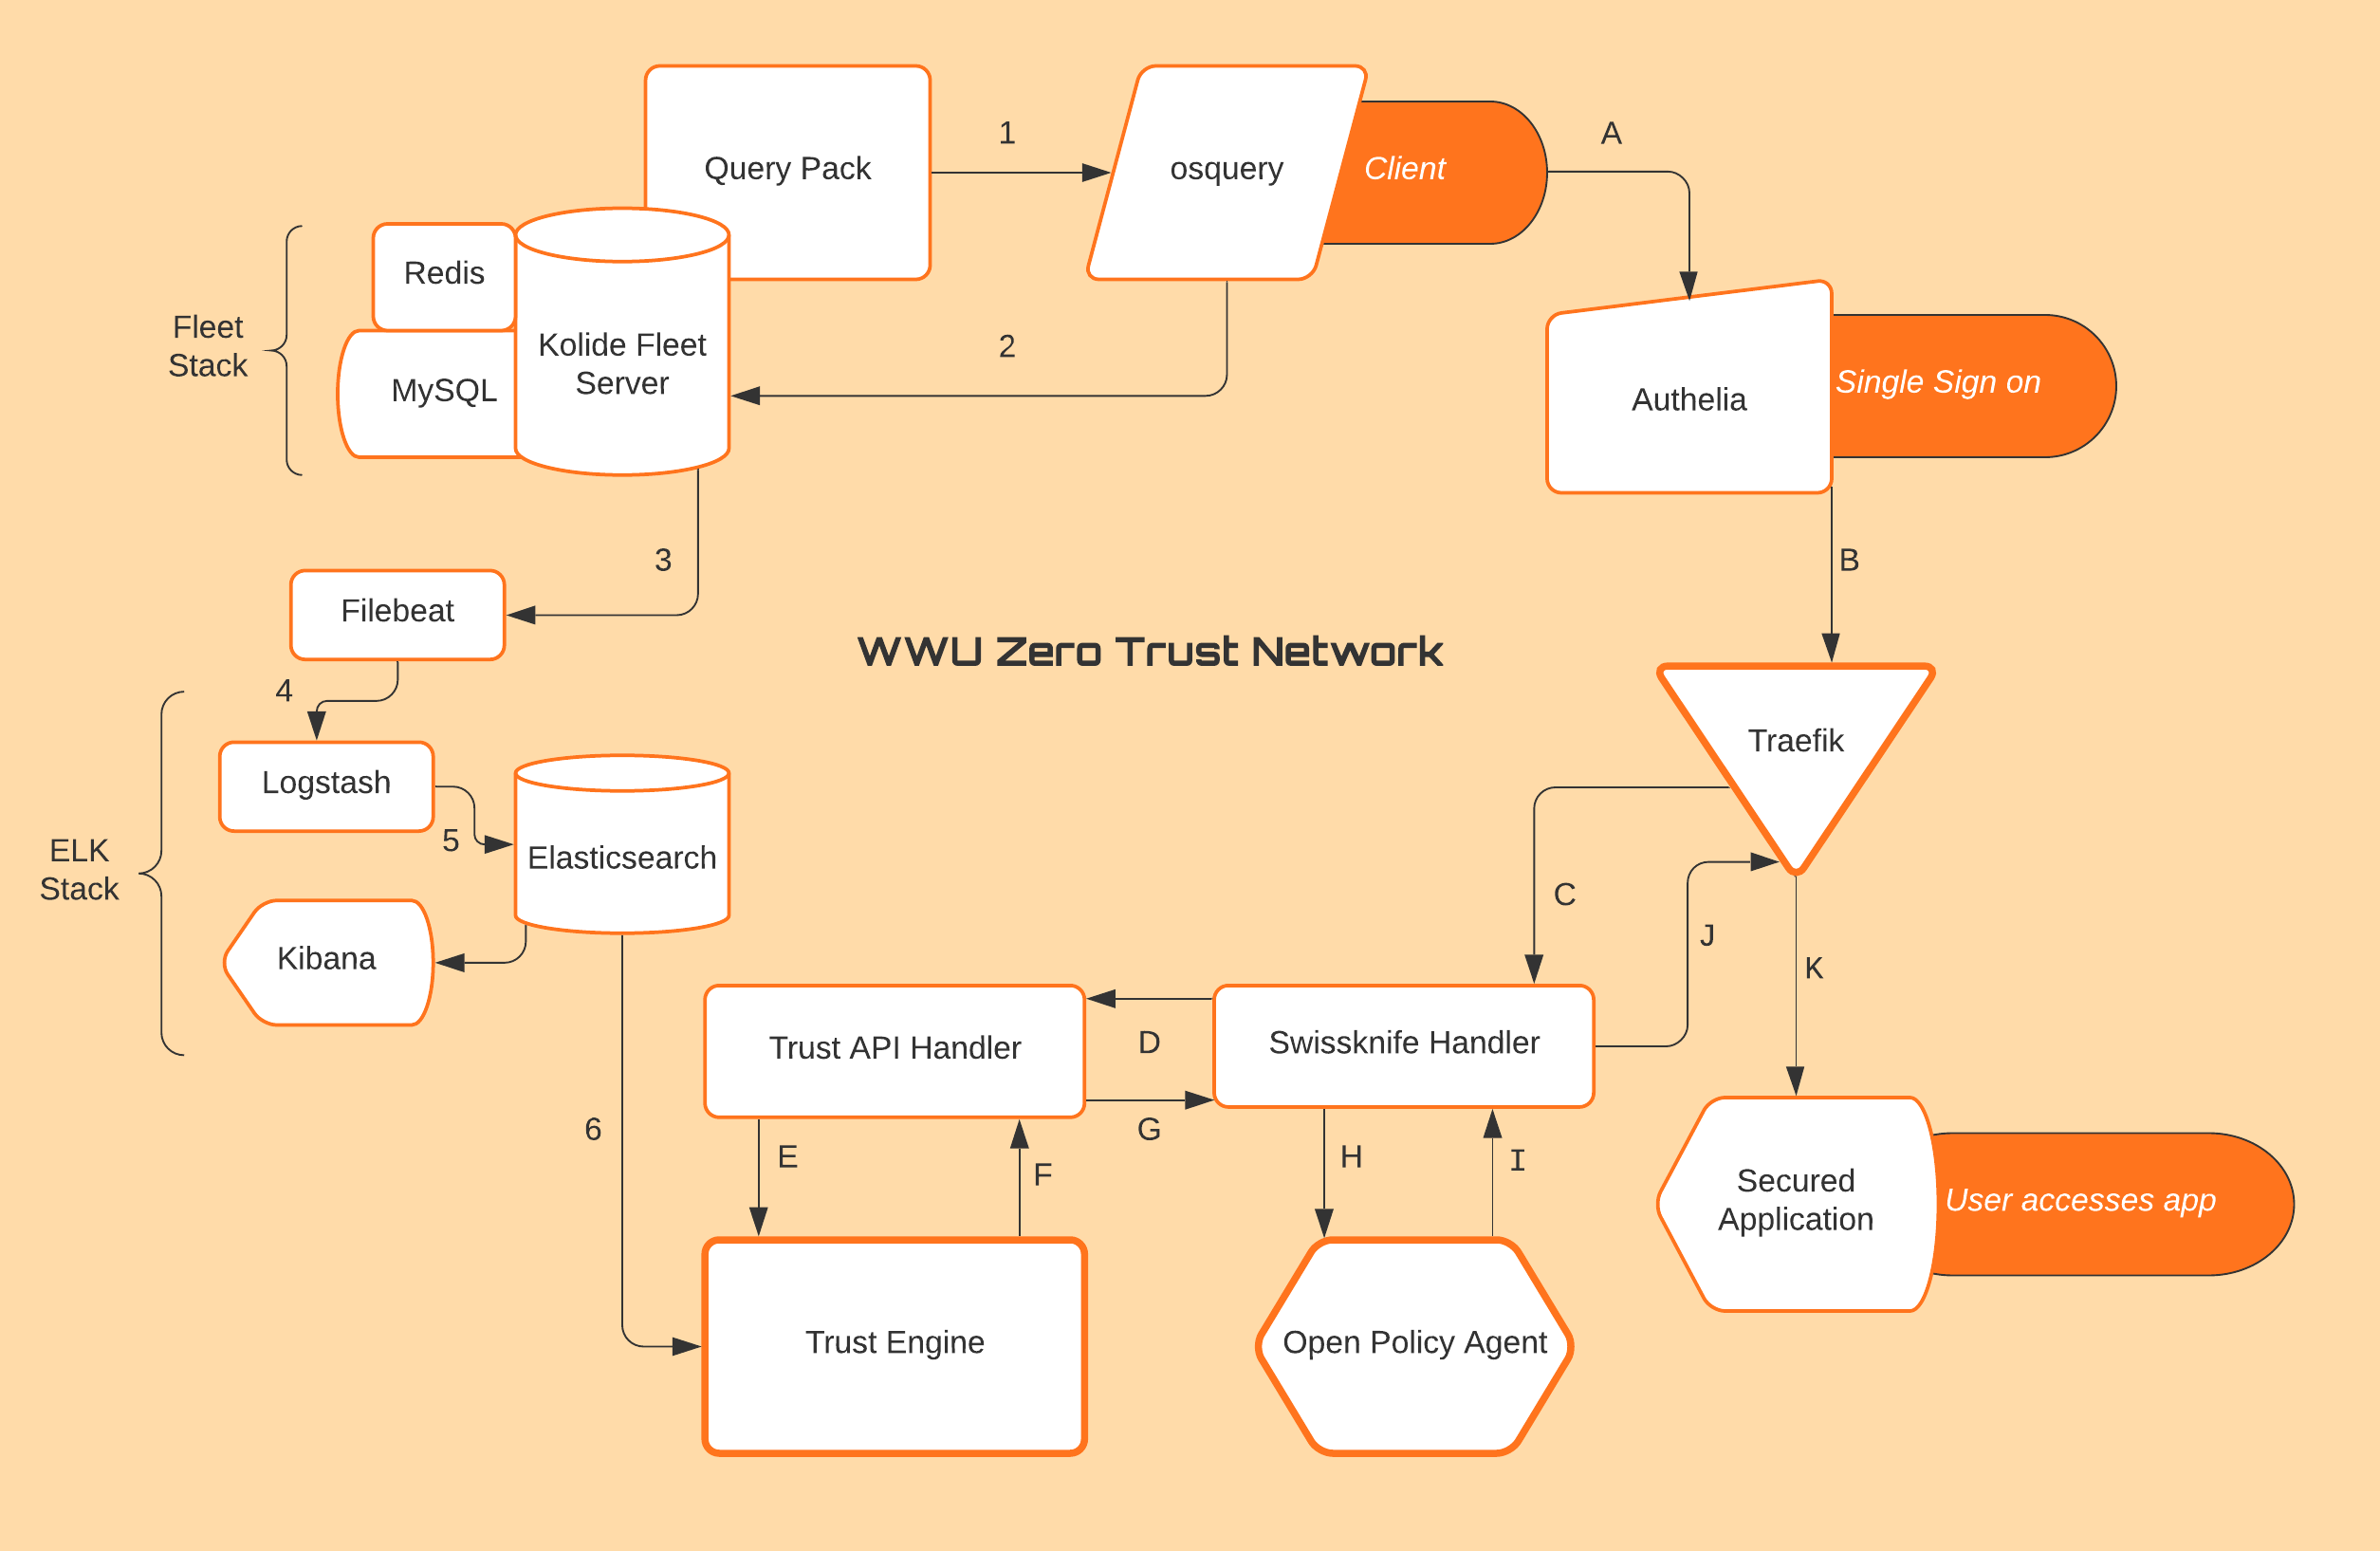 Query Pack
1
osquery
Client
A
Redis
Fleet
Stack
MySQL
Kolide Fleet
Server
2
Authelia
Single Sign on
3
B
Filebeat
WWU Zero Trust Network
4
Traefik
Logstash
5
Elasticsearch
ELK
Stack
Kibana
C
J
K
Trust API Handler
D
Swissknife Handler
6
G
E
F
H
I
Secured
Application
User accesses app
Trust Engine
Open Policy Agent